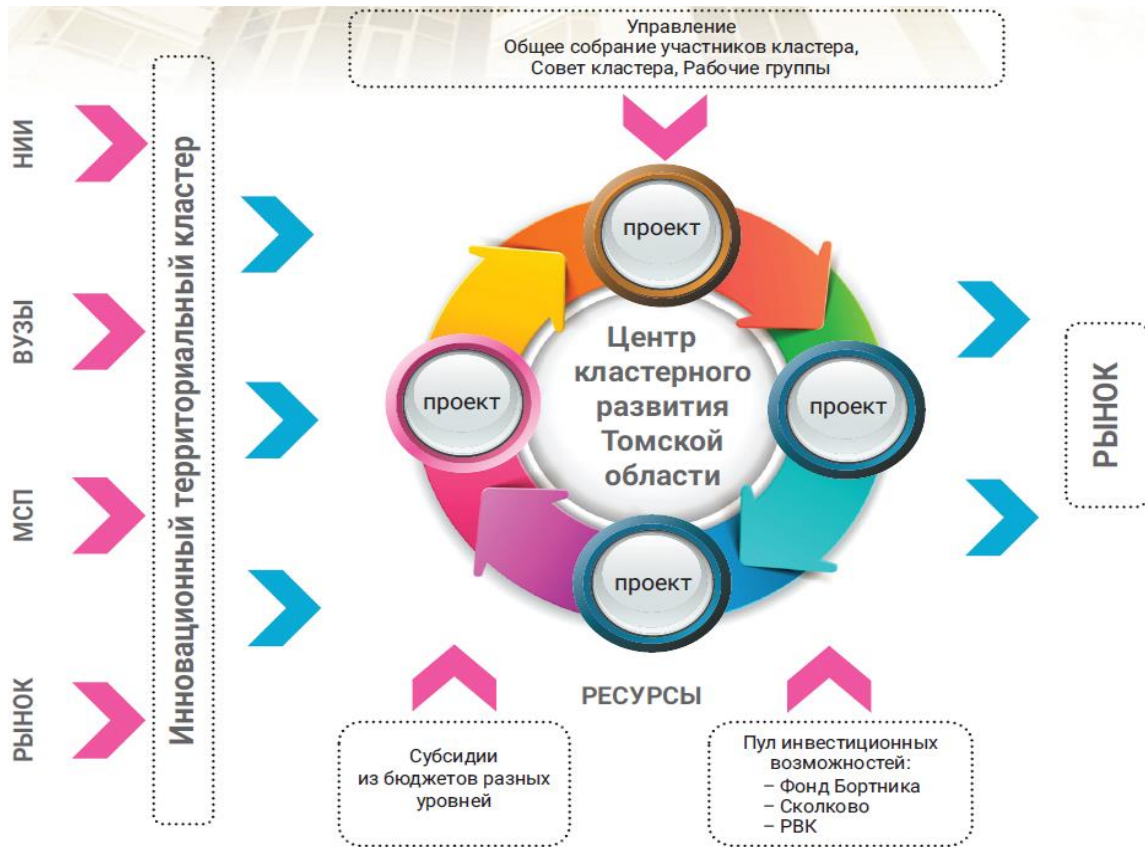 Управление
Общее собрание участников кластера,
Совет кластера, Рабочие группы
НИИ
ВУЗЫ
МСП
РЫНОК
Инновационный территориальный кластер
проект
проект
проект
проект
Центр
кластерного
развития
Томской
области
РЫНОК
РЕСУРСЫ
Субсидии
из бюджетов разных
уровней
Пул инвестиционных
возможностей:
– Фонд Бортника
– Сколково
– РВК